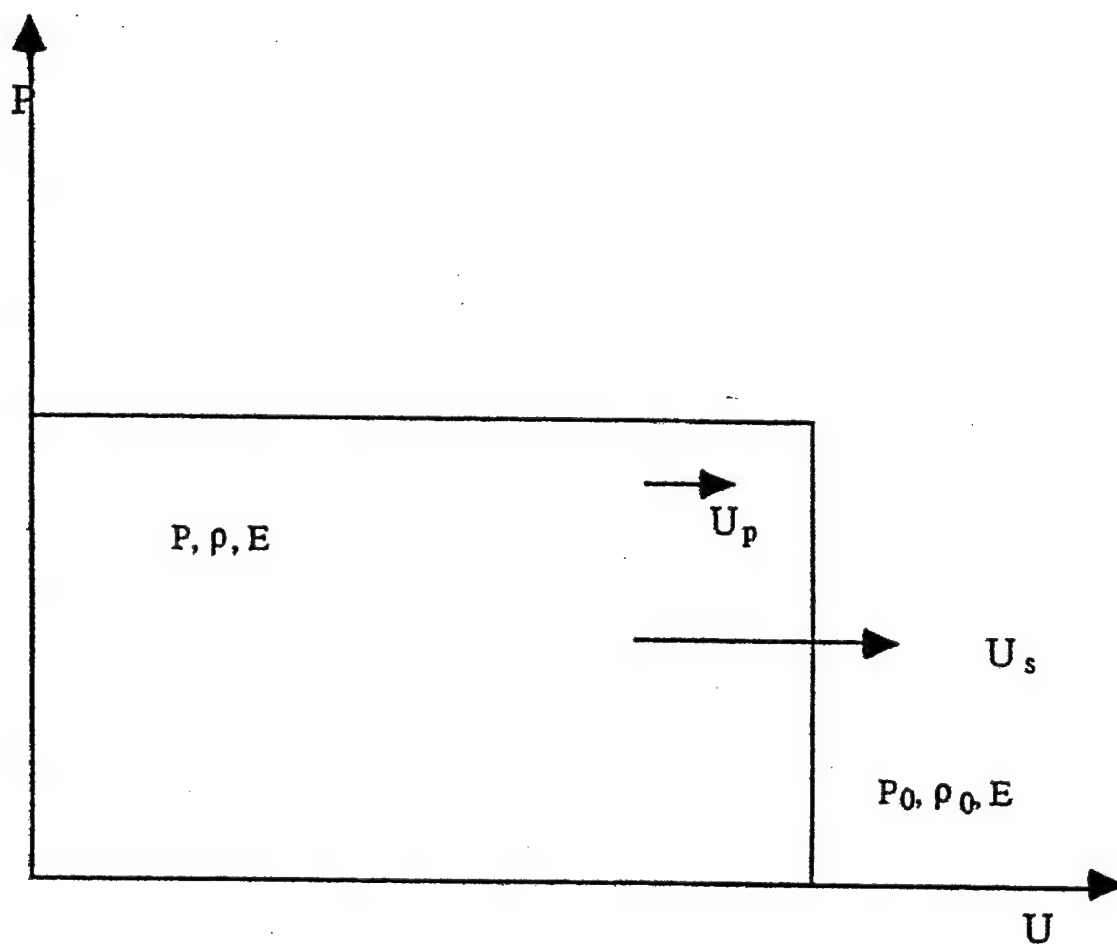 P
U_p
P, ρ, E
U_s
P_0, ρ_0, E
U